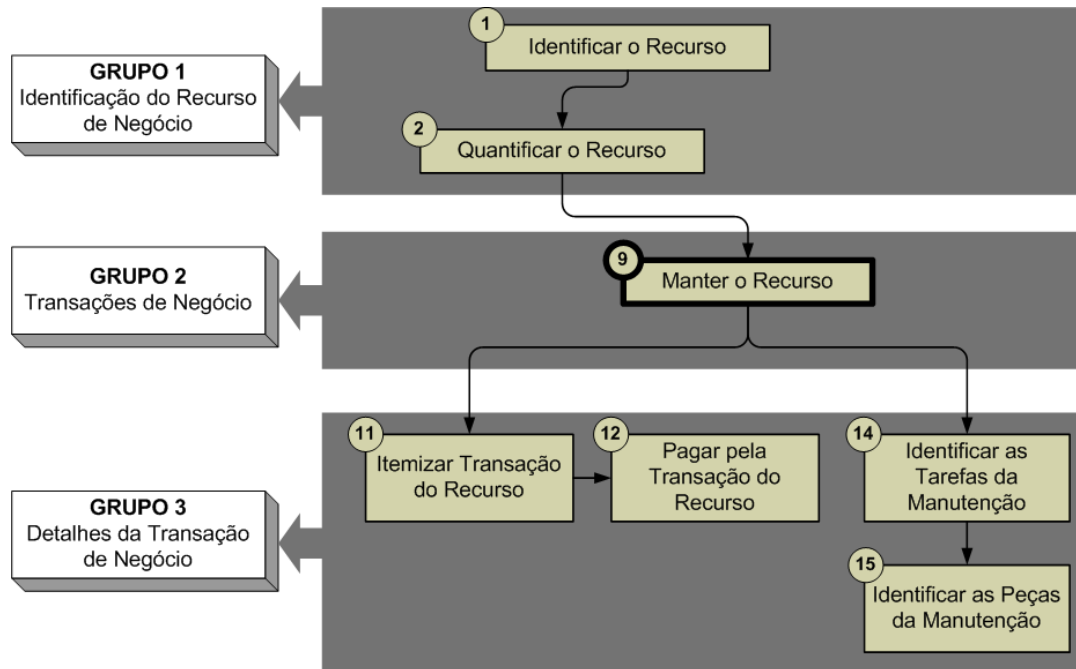 1
Identificar o Recurso
GRUPO 1
Identificação do Recurso
de Negócio
2
Quantificar o Recurso
GRUPO 2
Transações de Negócio
9
Manter o Recurso
11
Itemizar Transação
do Recurso
12
Pagar pela
Transação do
Recurso
14
Identificar as
Tarefas da
Manutenção
GRUPO 3
Detalhes da Transação
de Negócio
15
Identificar as Peças
da Manutenção